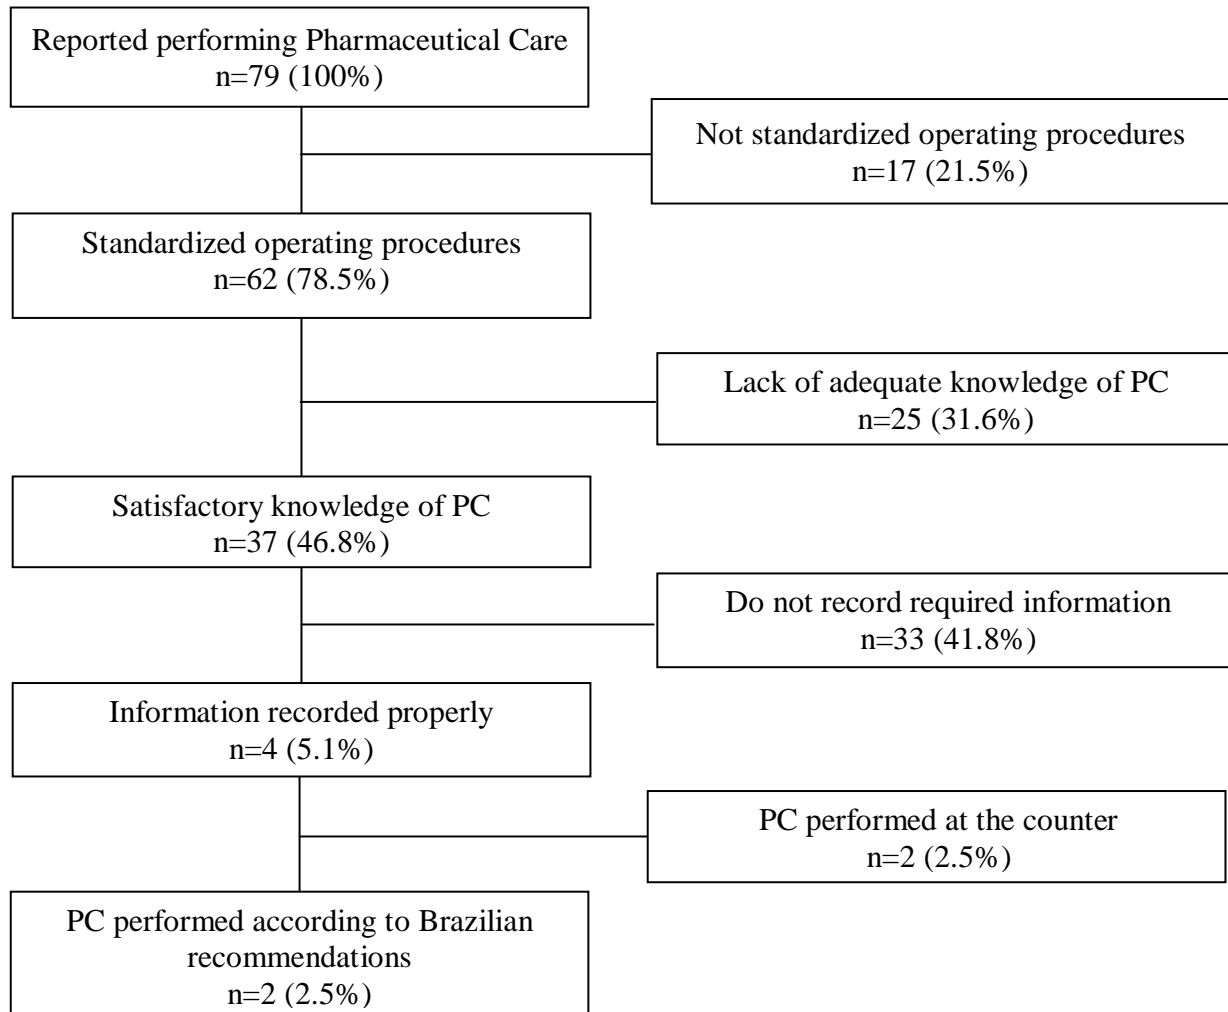 Reported performing Pharmaceutical Care
n=79 (100%)
Not standardized operating procedures
n=17 (21.5%)
Standardized operating procedures
n=62 (78.5%)
Lack of adequate knowledge of PC
n=25 (31.6%)
Satisfactory knowledge of PC
n=37 (46.8%)
Do not record required information
n=33 (41.8%)
Information recorded properly
n=4 (5.1%)
PC performed at the counter
n=2 (2.5%)
PC performed according to Brazilian
recommendations
n=2 (2.5%)